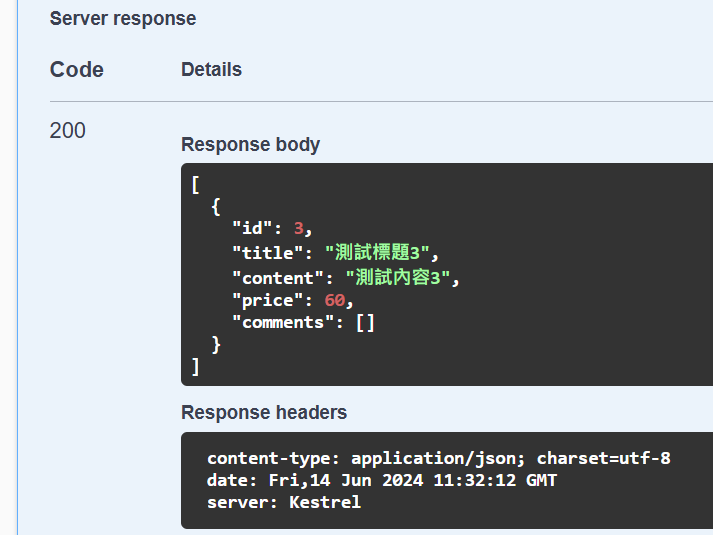 Server response
Code Details
200
Response body
[
{
"id": 3,
"title": "測試標題3",
"content": "測試內容3",
"price": 60,
"comments": []
}
]
Response headers
content-type: application/json; charset=utf-8
date: Fri,14 Jun 2024 11:32:12 GMT
server: Kestrel